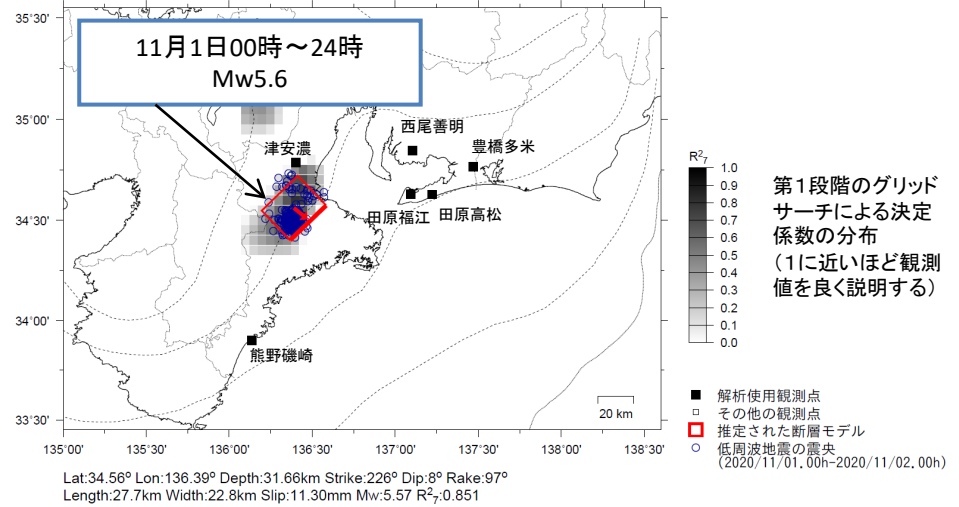 11月1日00時～24時
Mw5.6
35°30'
35°00'
34°30'
34°00'
33°30'
135°00'
135°30'
136°00'
136°30'
137°00'
137°30'
138°00'
138°30'
津安濃
西尾善明
豊橋多米
田原福江
田原高松
熊野磯崎
20 km
R²₇
1.0
0.9
0.8
0.7
0.6
0.5
0.4
0.3
0.2
0.1
0.0
第1段階のグリッド
サーチによる決定
係数の分布
（1に近いほど観測
値を良く説明する）
解析使用観測点
その他の観測点
推定された断層モデル
低周波地震の震央
(2020/11/01.00h-2020/11/02.00h)
Lat:34.56° Lon:136.39° Depth:31.66km Strike:226° Dip:8° Rake:97°
Length:27.7km Width:22.8km Slip:11.30mm Mw:5.57 R²₇:0.851